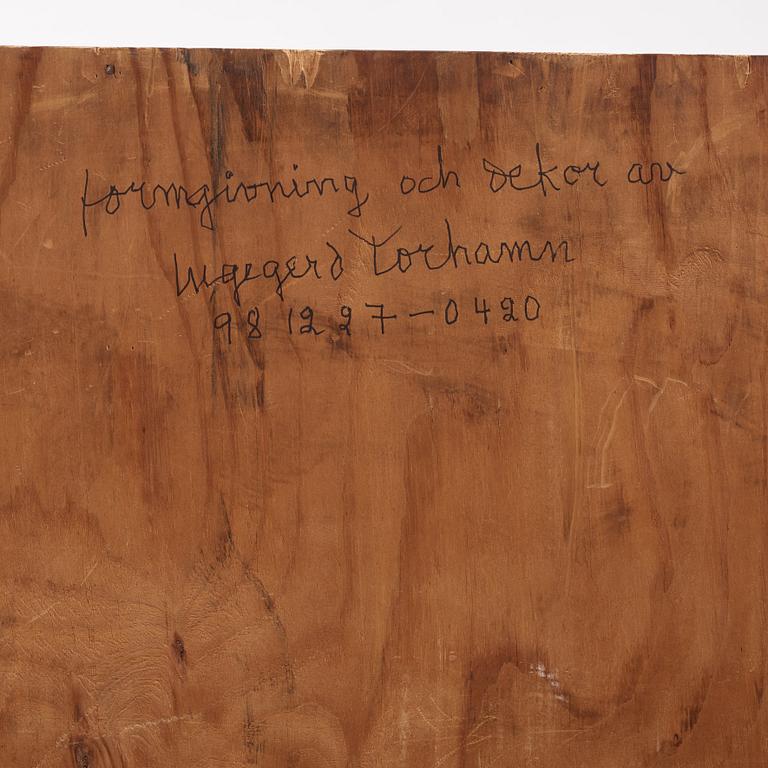 formgivning och dekor av
Ingegerd Torhamn
98 12 27-0420